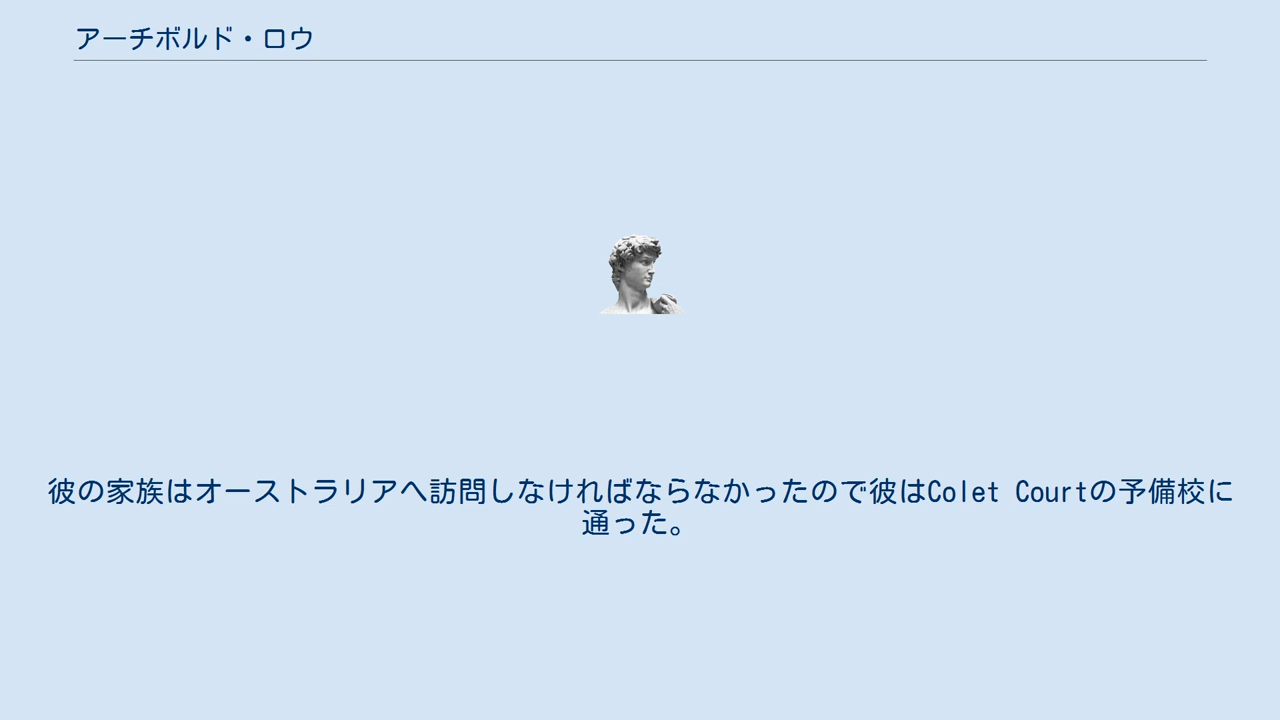 アーチボルド・ロウ
彼の家族はオーストラリアへ訪問しなければならなかったので彼はColet Courtの予備校に
通った。